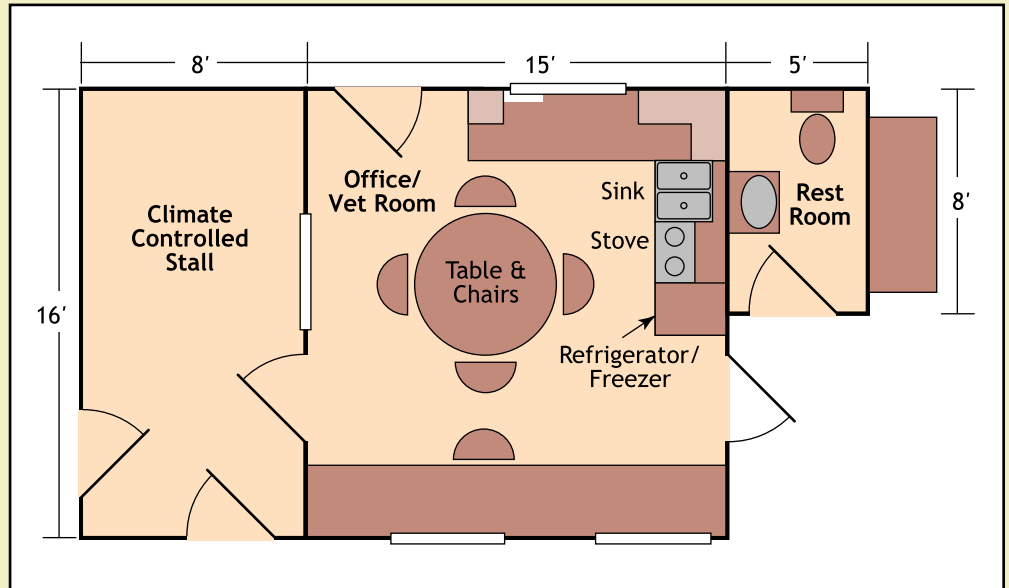 8′
15′
5′
16′
8′
Climate
Controlled
Stall
Office/
Vet Room
Table &
Chairs
Sink
Stove
Refrigerator/
Freezer
Rest
Room